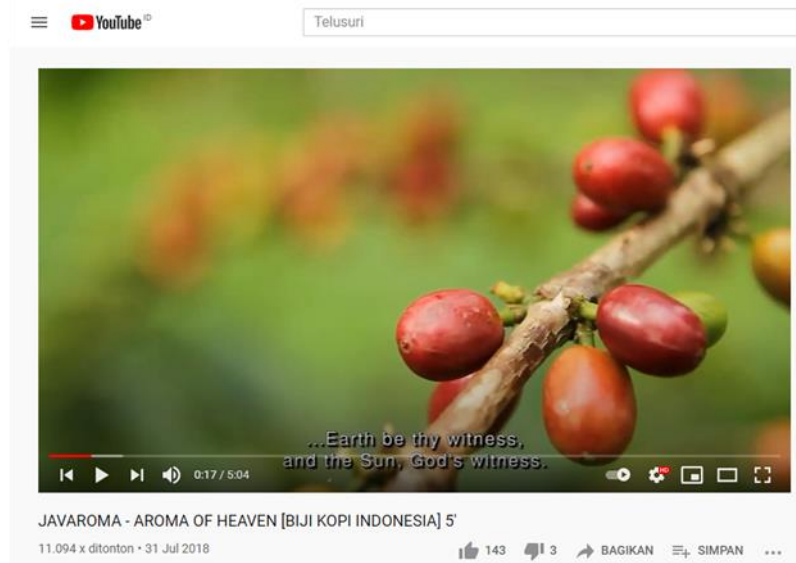 YouTube ID
Telusuri
...Earth be thy witness,
and the Sun, God's witness.
0:17 / 5:04
HD
JAVAROMA - AROMA OF HEAVEN [BIJI KOPI INDONESIA] 5'
11.094 x ditonton • 31 Jul 2018
143
3
BAGIKAN
SIMPAN